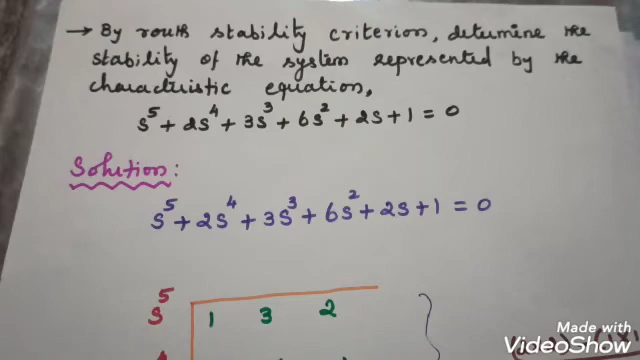 → By routh stability criterion, determine the
stability of the system represented by the
characteristic equation,
s⁵ + 2s⁴ + 3s³ + 6s² + 2s + 1 = 0
Solution:
s⁵ + 2s⁴ + 3s³ + 6s² + 2s + 1 = 0
s⁵ 1 3 2
Made with
VideoShow